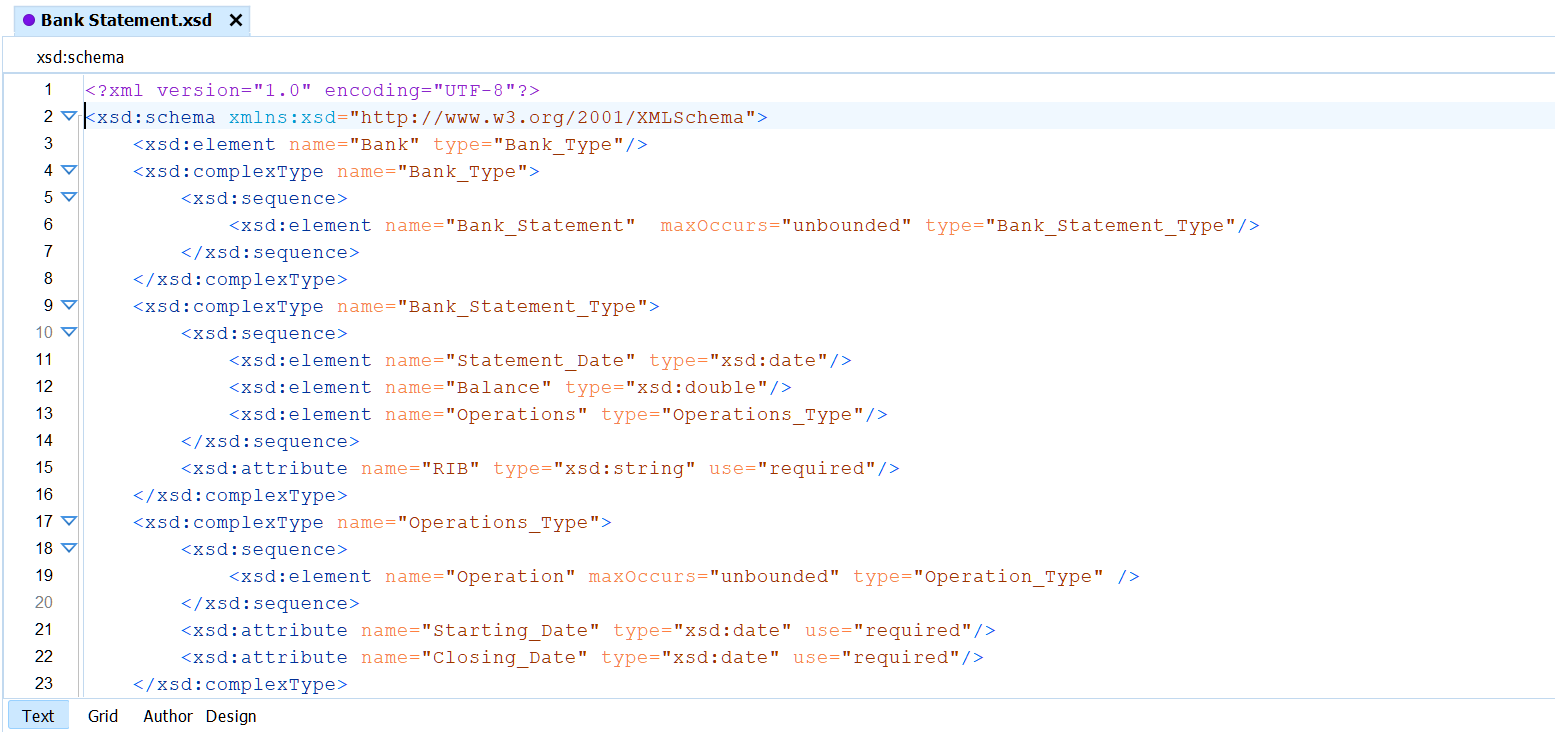 Bank Statement.xsd ×
xsd:schema
1 <?xml version="1.0" encoding="UTF-8"?>
2 <xsd:schema xmlns:xsd="http://www.w3.org/2001/XMLSchema">
3 <xsd:element name="Bank" type="Bank_Type"/>
4 <xsd:complexType name="Bank_Type">
5 <xsd:sequence>
6 <xsd:element name="Bank_Statement"  maxOccurs="unbounded" type="Bank_Statement_Type"/>
7 </xsd:sequence>
8 </xsd:complexType>
9 <xsd:complexType name="Bank_Statement_Type">
10 <xsd:sequence>
11 <xsd:element name="Statement_Date" type="xsd:date"/>
12 <xsd:element name="Balance" type="xsd:double"/>
13 <xsd:element name="Operations" type="Operations_Type"/>
14 </xsd:sequence>
15 <xsd:attribute name="RIB" type="xsd:string" use="required"/>
16 </xsd:complexType>
17 <xsd:complexType name="Operations_Type">
18 <xsd:sequence>
19 <xsd:element name="Operation" maxOccurs="unbounded" type="Operation_Type" />
20 </xsd:sequence>
21 <xsd:attribute name="Starting_Date" type="xsd:date" use="required"/>
22 <xsd:attribute name="Closing_Date" type="xsd:date" use="required"/>
23 </xsd:complexType>
Text Grid Author Design